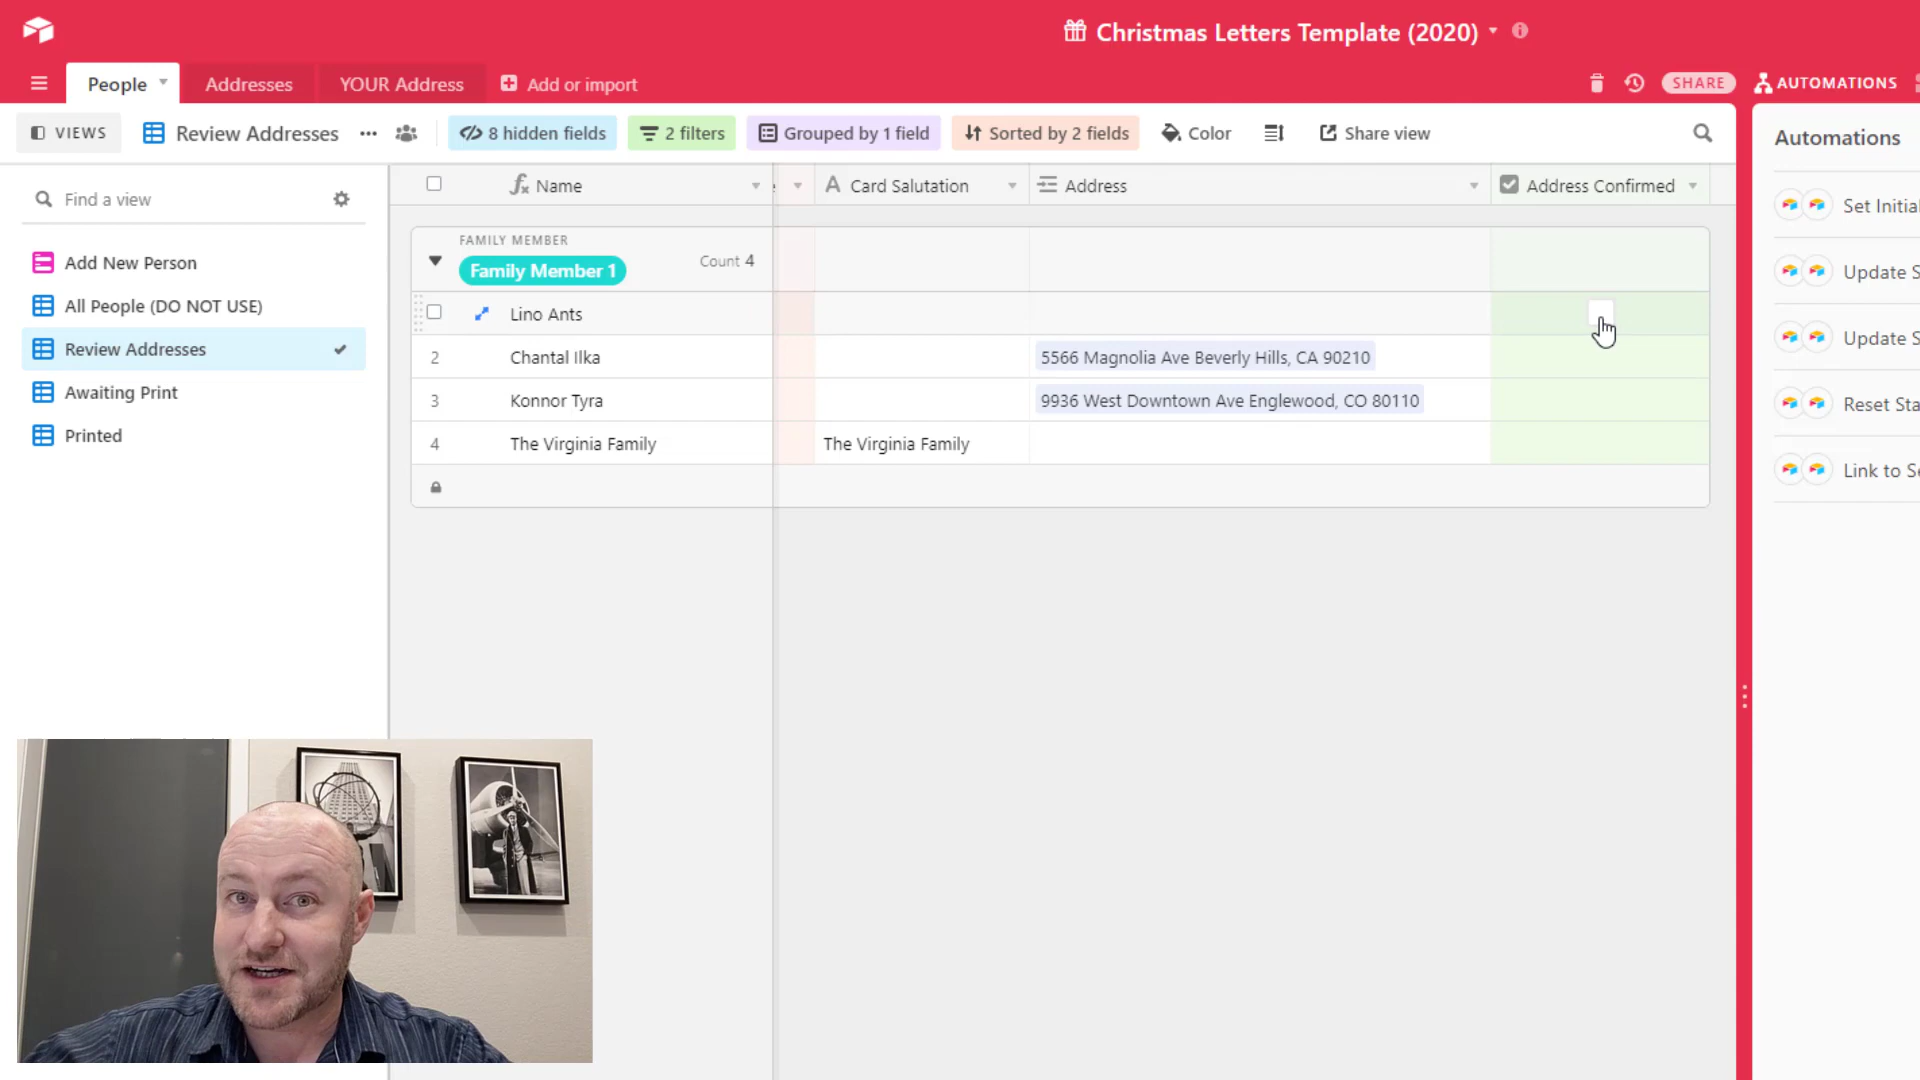 Christmas Letters Template (2020)
People
Addresses
YOUR Address
Add or import
SHARE
AUTOMATIONS
VIEWS
Review Addresses
8 hidden fields
2 filters
Grouped by 1 field
Sorted by 2 fields
Color
Share view
Automations
Find a view
Name
Card Salutation
Address
Address Confirmed
Set Initial
Add New Person
FAMILY MEMBER
Family Member 1
Count 4
Update S
All People (DO NOT USE)
Lino Ants
Update S
Review Addresses
2 Chantal Ilka 5566 Magnolia Ave Beverly Hills, CA 90210
Awaiting Print
3 Konnor Tyra 9936 West Downtown Ave Englewood, CO 80110
Reset Sta
Printed
4 The Virginia Family The Virginia Family
Link to Se